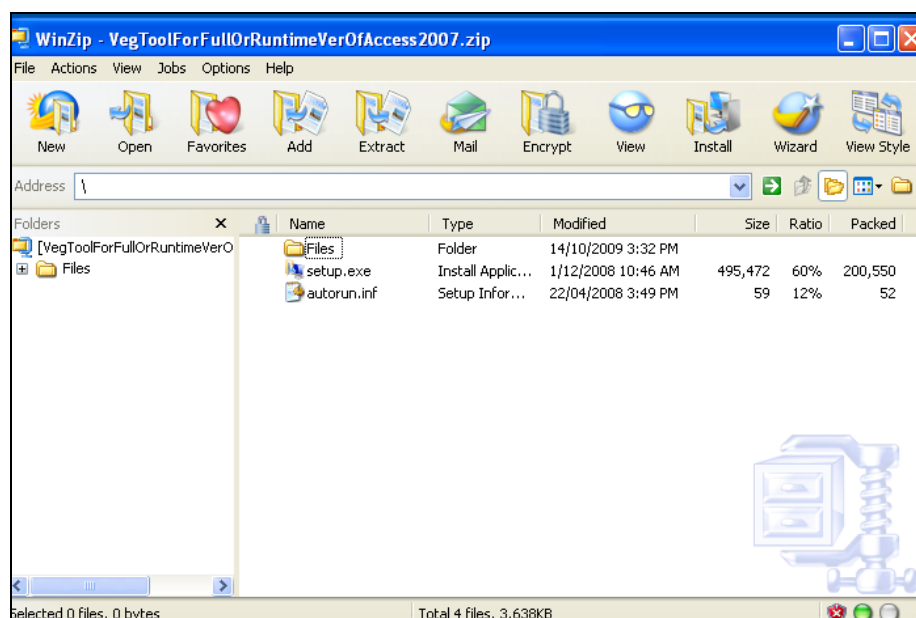 WinZip - VegToolForFullOrRuntimeVerOfAccess2007.zip
File Actions View Jobs Options Help
New Open Favorites Add Extract Mail Encrypt View Install Wizard View Style
Address \
Folders x Name Type Modified Size Ratio Packed
[VegToolForFullOrRuntimeVerO Files Folder 14/10/2009 3:32 PM
Files setup.exe Install Applic... 1/12/2008 10:46 AM 495,472 60% 200,550
autorun.inf Setup Infor... 22/04/2008 3:49 PM 59 12% 52
Selected 0 files, 0 bytes Total 4 files, 3,638KB